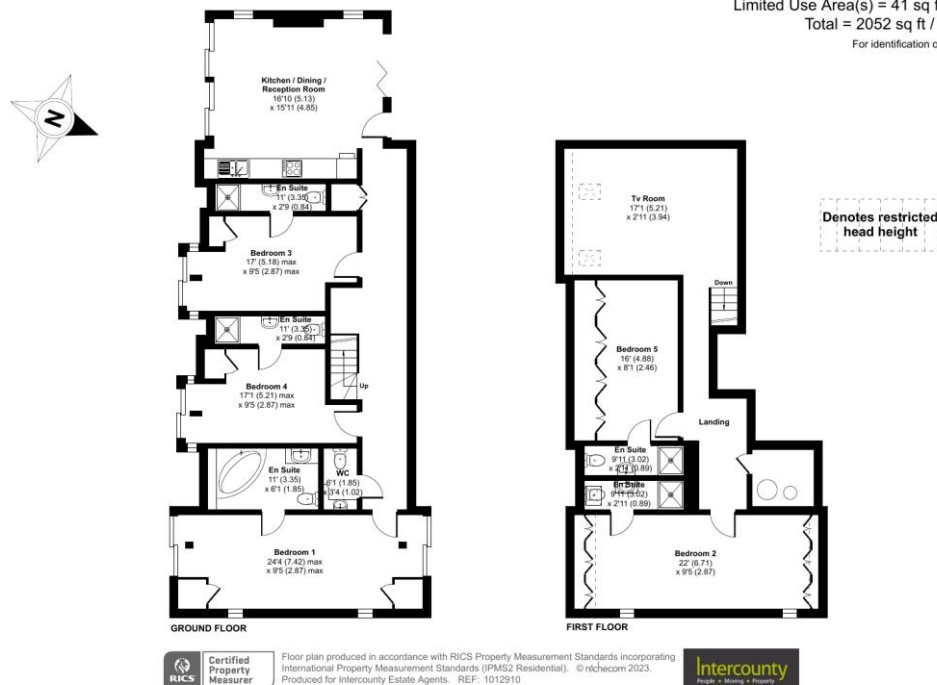 Limited Use Area(s) = 41 sq f
Total = 2052 sq ft /
For identification o
N
Kitchen / Dining /
Reception Room
16'10 (5.13)
x 15'11 (4.85)
En Suite
11' (3.35)
x 2'9 (0.84)
Bedroom 3
17' (5.18) max
x 9'5 (2.87) max
En Suite
11' (3.35)
x 2'9 (0.84)
Up
Bedroom 4
17'1 (5.21) max
x 9'5 (2.87) max
En Suite
11' (3.35)
x 6'1 (1.85)
WC
6'1 (1.85)
x 3'4 (1.02)
Bedroom 1
24'4 (7.42) max
x 9'5 (2.87) max
GROUND FLOOR
Tv Room
17'1 (5.21)
x 2'11 (3.94)
Denotes restricted
head height
Down
Bedroom 5
16' (4.88)
x 8'1 (2.46)
Landing
En Suite
9'11 (3.02)
x 2'11 (0.89)
En Suite
9'11 (3.02)
x 2'11 (0.89)
Bedroom 2
22' (6.71)
x 9'5 (2.87)
FIRST FLOOR
RICS
Certified
Property
Measurer
Floor plan produced in accordance with RICS Property Measurement Standards incorporating
International Property Measurement Standards (IPMS2 Residential). © nichecom 2023.
Produced for Intercounty Estate Agents. REF: 1012910
Intercounty
People • Moving • Property